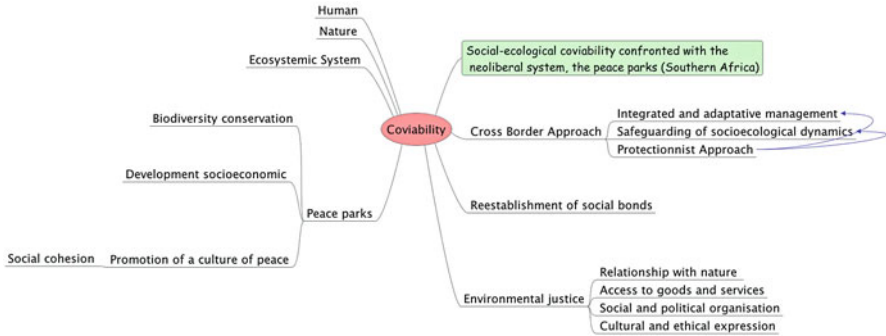 Human
Nature
Ecosystemic System
Biodiversity conservation
Development socioeconomic
Peace parks
Social cohesion
Promotion of a culture of peace
Coviability
Social-ecological coviability confronted with the
neoliberal system, the peace parks (Southern Africa)
Cross Border Approach
Integrated and adaptative management
Safeguarding of socioecological dynamics
Protectionnist Approach
Reestablishment of social bonds
Environmental justice
Relationship with nature
Access to goods and services
Social and political organisation
Cultural and ethical expression